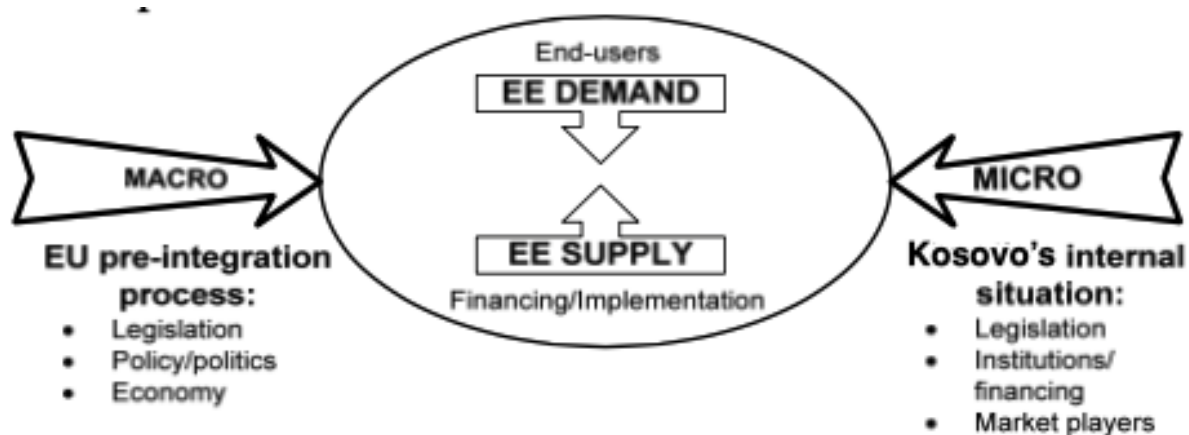 End-users
EE DEMAND
MACRO
MICRO
EE SUPPLY
Financing/Implementation
EU pre-integration
process:
• Legislation
• Policy/politics
• Economy
Kosovo's internal
situation:
• Legislation
• Institutions/
financing
• Market players